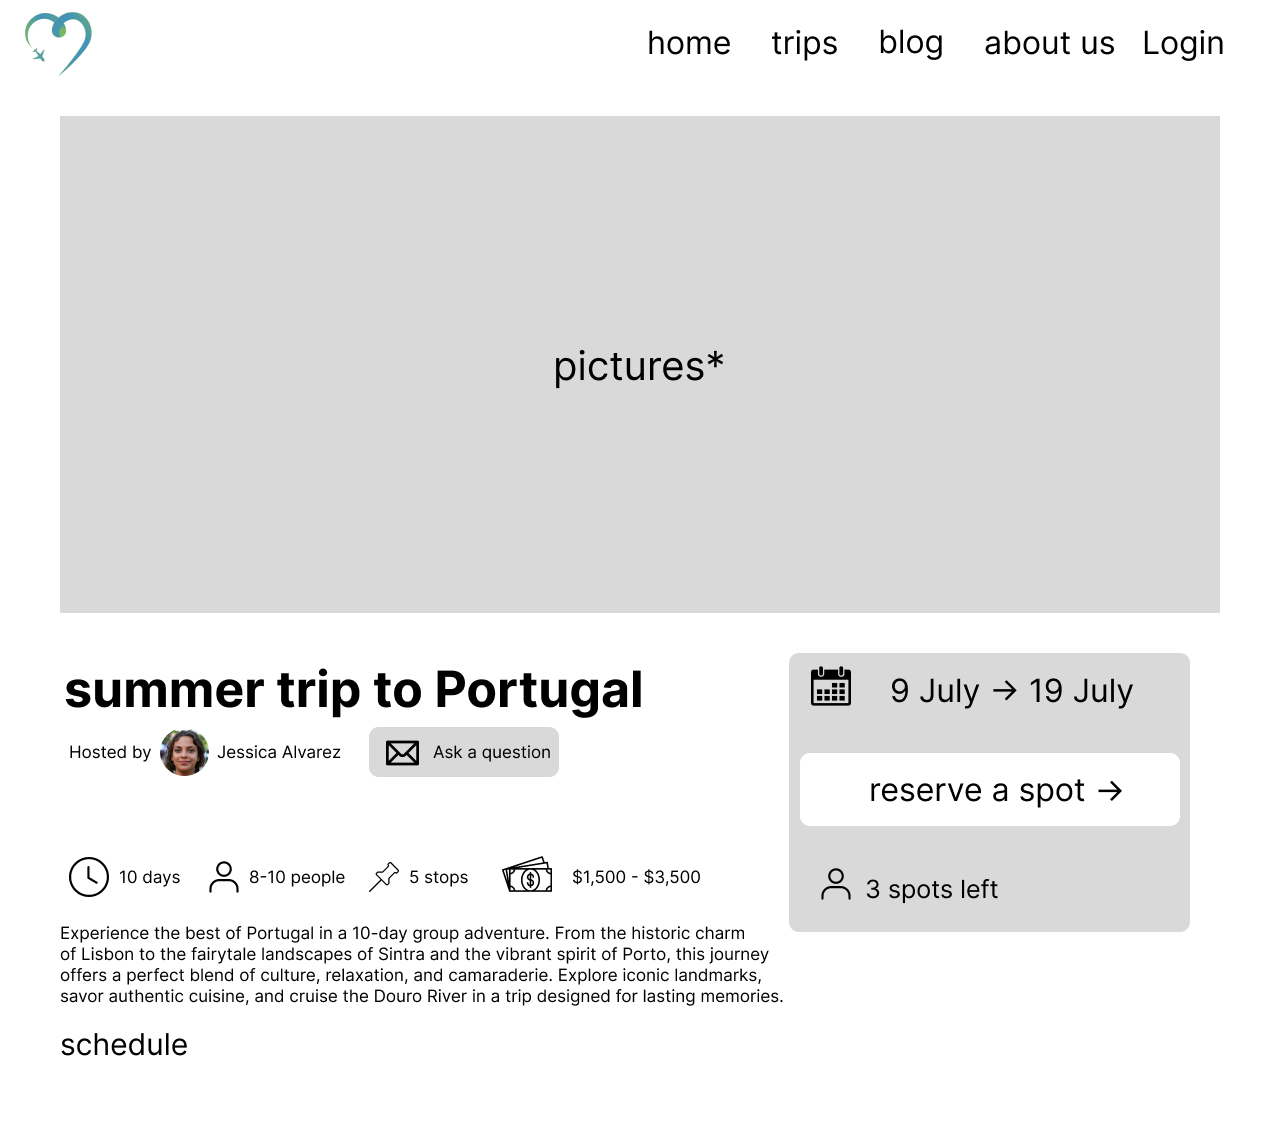 home trips blog about us Login
pictures*
summer trip to Portugal
Hosted by Jessica Alvarez
Ask a question
9 July → 19 July
reserve a spot →
3 spots left
10 days
8-10 people
5 stops
$1,500 - $3,500
Experience the best of Portugal in a 10-day group adventure. From the historic charm
of Lisbon to the fairytale landscapes of Sintra and the vibrant spirit of Porto, this journey
offers a perfect blend of culture, relaxation, and camaraderie. Explore iconic landmarks,
savor authentic cuisine, and cruise the Douro River in a trip designed for lasting memories.
schedule